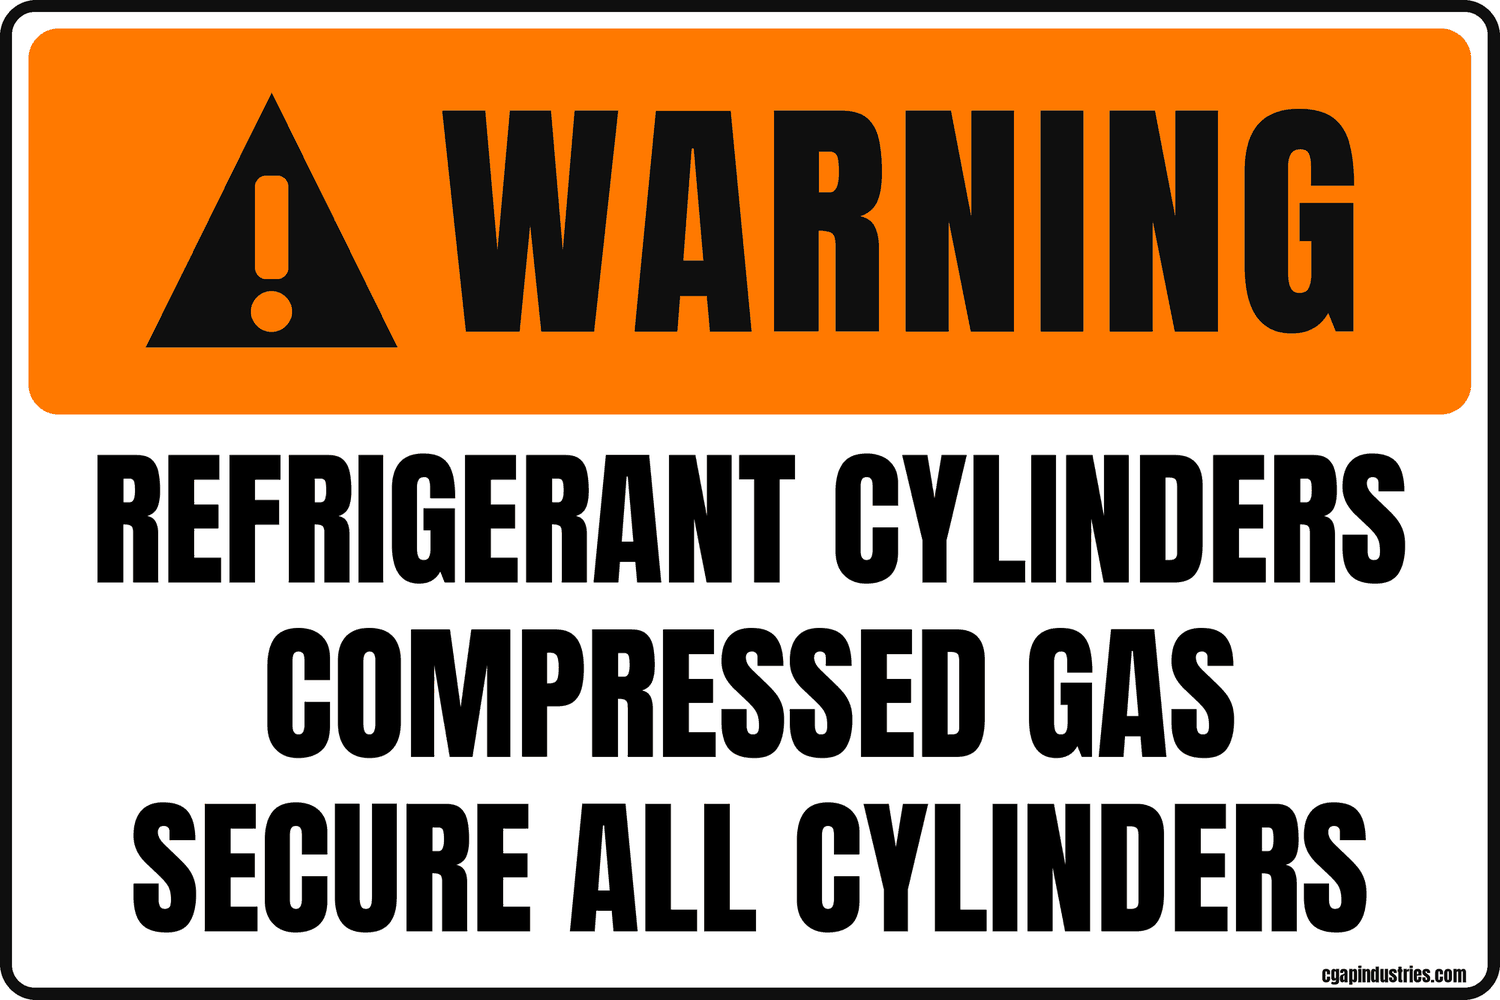 WARNING
REFRIGERANT CYLINDERS
COMPRESSED GAS
SECURE ALL CYLINDERS
cgapindustries.com